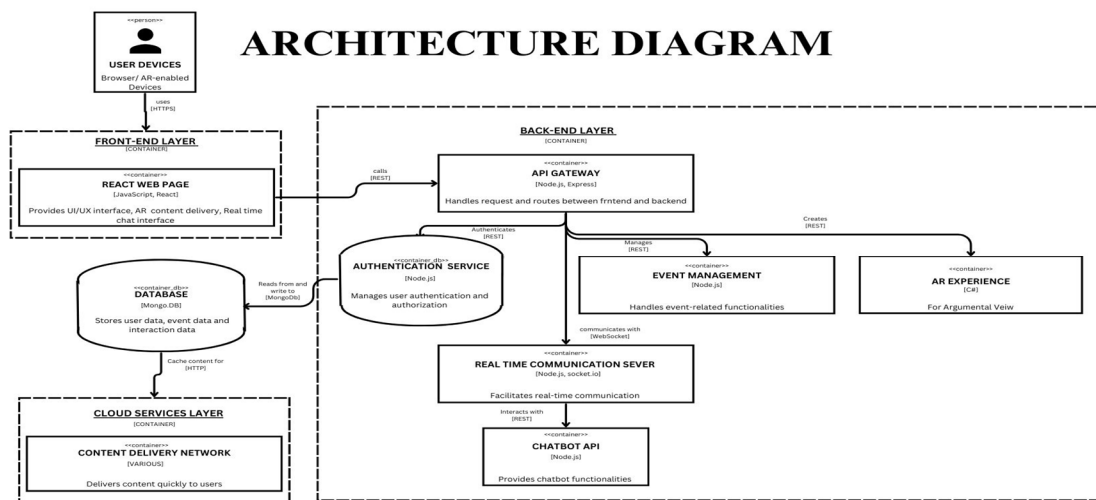 ARCHITECTURE DIAGRAM
<<person>>
USER DEVICES
Browser/ AR-enabled
Devices
uses
[HTTPS]
FRONT-END LAYER
[CONTAINER]
<<container>>
REACT WEB PAGE
[JavaScript, React]
Provides UI/UX interface, AR content delivery, Real time
chat interface
calls
[REST]
BACK-END LAYER
[CONTAINER]
<<container>>
API GATEWAY
[Node.js, Express]
Handles request and routes between frntend and backend
Authenticates
[REST]
Manages
[REST]
Creates
[REST]
<<container_db>>
AUTHENTICATION SERVICE
[Node.js]
Manages user authentication and
authorization
<<container>>
EVENT MANAGEMENT
[Node.js]
Handles event-related functionalities
<<container>>
AR EXPERIENCE
[C#]
For Argumental Veiw
Reads from and
write to
[MongoDb]
<<container_db>>
DATABASE
[Mongo.DB]
Stores user data, event data and
interaction data
communicates with
[WebSocket]
<<container>>
REAL TIME COMMUNICATION SEVER
[Node.js, socket.io]
Facilitates real-time communication
Cache content for
[HTTP]
Interacts with
[REST]
CLOUD SERVICES LAYER
[CONTAINER]
<<container>>
CONTENT DELIVERY NETWORK
[VARIOUS]
Delivers content quickly to users
<<container>>
CHATBOT API
[Node.js]
Provides chatbot functionalities